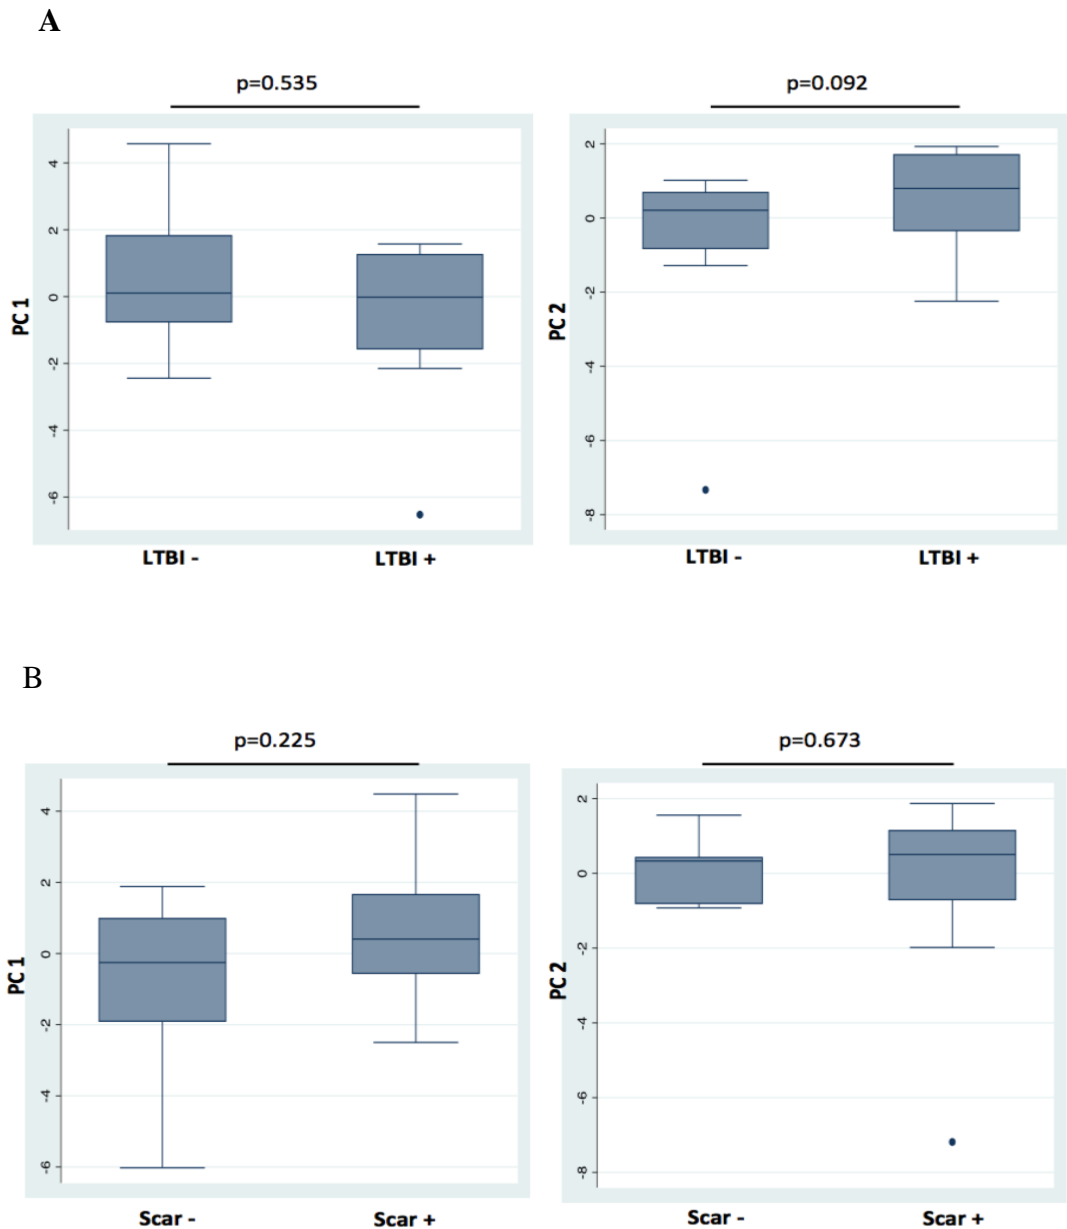 A
p=0.535
p=0.092
PC 1
4
2
0
-2
-4
-6
LTBI -
LTBI +
PC 2
2
0
-2
-4
-6
-8
LTBI -
LTBI +
B
p=0.225
p=0.673
PC 1
4
2
0
-2
-4
-6
Scar -
Scar +
PC 2
2
0
-2
-4
-6
-8
Scar -
Scar +